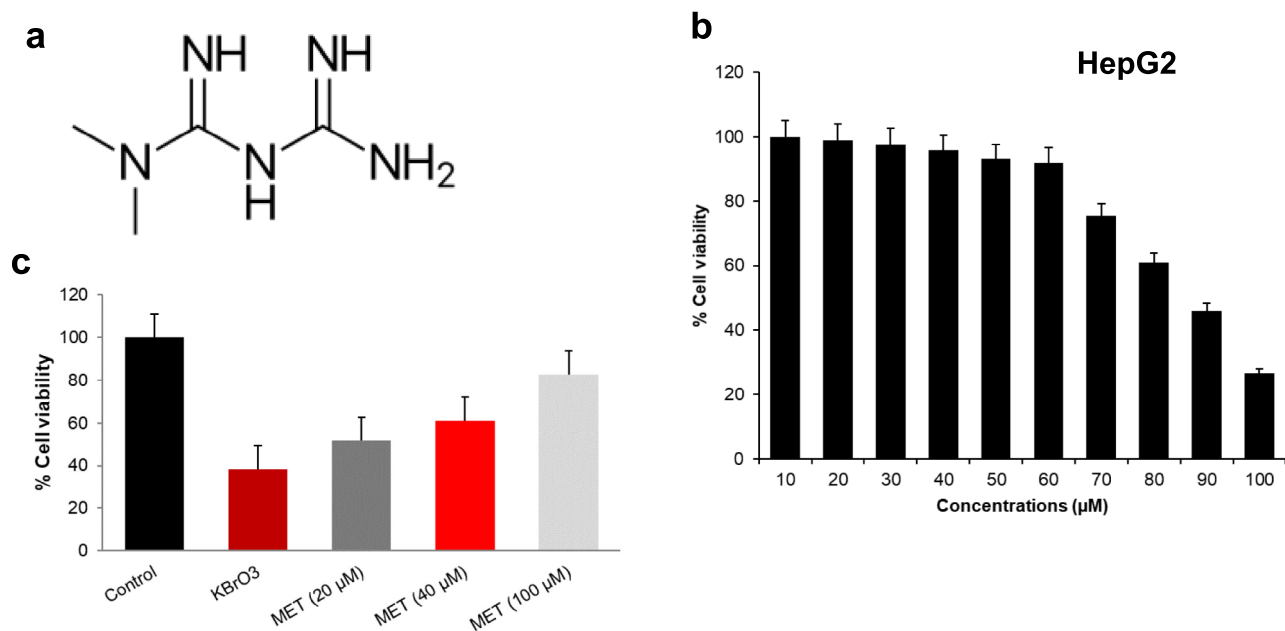 a
NH NH
N N H NH2
b
HepG2
120
100
80
60
40
20
0
% Cell viability
10 20 30 40 50 60 70 80 90 100
Concentrations (µM)
c
120
100
80
60
40
20
0
% Cell viability
Control KBrO3 MET (20 µM) MET (40 µM) MET (100 µM)